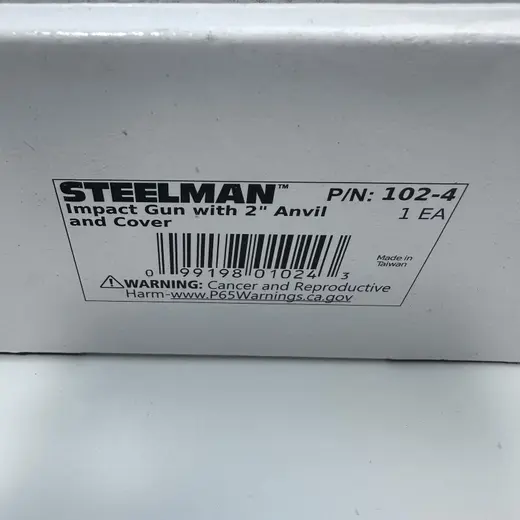 STEELMAN™ P/N: 102-4
Impact Gun with 2" Anvil 1 EA
and Cover
Made in
Taiwan
0 99198 01024 3
⚠WARNING: Cancer and Reproductive
Harm-www.P65Warnings.ca.gov